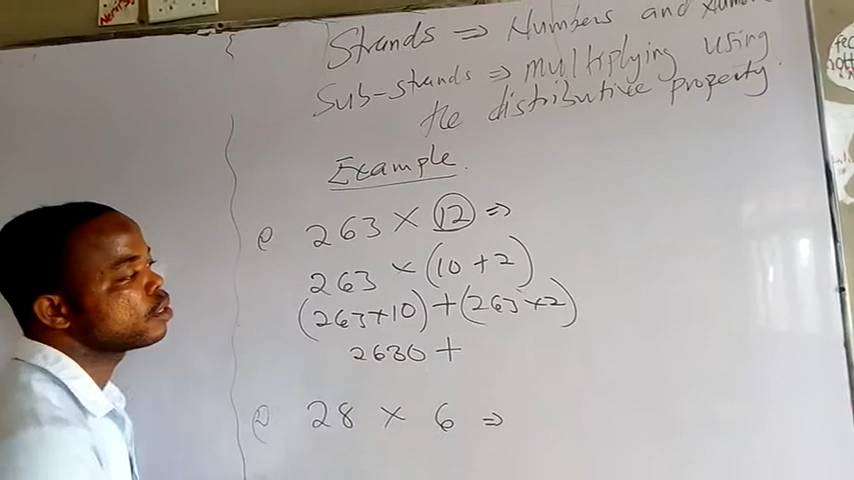 Strands => Numbers and
Sub-strands => multiplying using
the distributive property.
Example
@ 263 × 12 =>
263 × (10 + 2)
(263×10) + (263×2)
2630 +
@ 28 × 6 =>